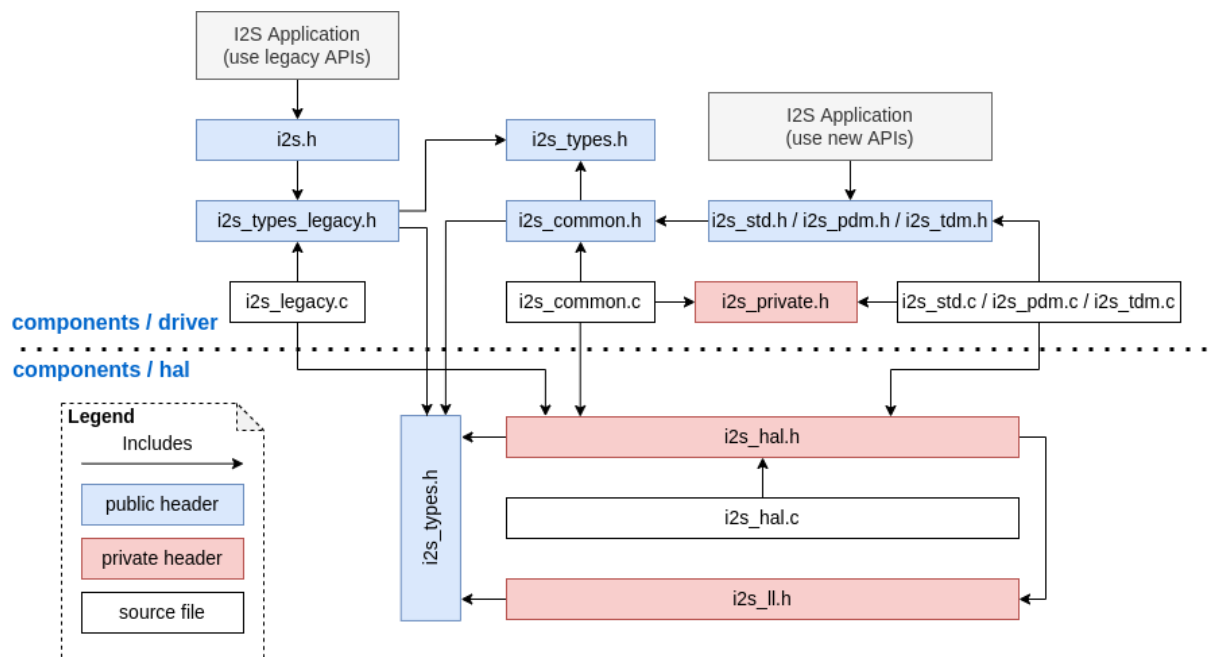 I2S Application
(use legacy APIs)
i2s.h
i2s_types.h
I2S Application
(use new APIs)
i2s_types_legacy.h
i2s_common.h
i2s_std.h / i2s_pdm.h / i2s_tdm.h
i2s_legacy.c
i2s_common.c
i2s_private.h
i2s_std.c / i2s_pdm.c / i2s_tdm.c
components / driver
components / hal
Legend
Includes
public header
private header
source file
i2s_types.h
i2s_hal.h
i2s_hal.c
i2s_ll.h